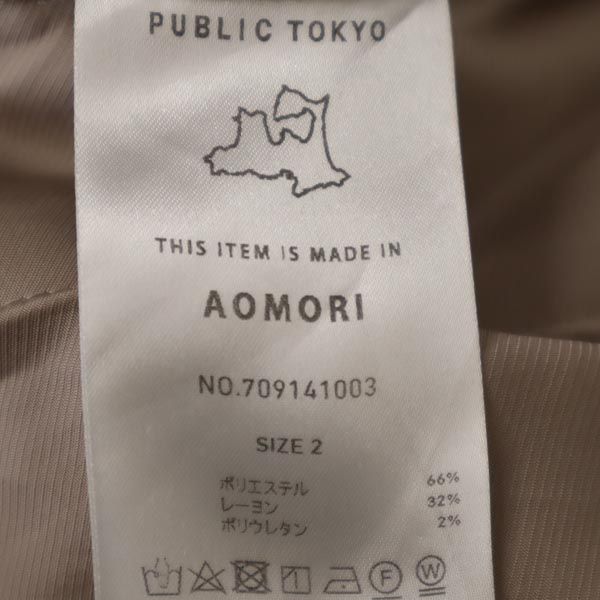 PUBLIC TOKYO
THIS ITEM IS MADE IN
AOMORI
NO.709141003
SIZE 2
ポリエステル 66%
レーヨン 32%
ポリウレタン 2%
F W